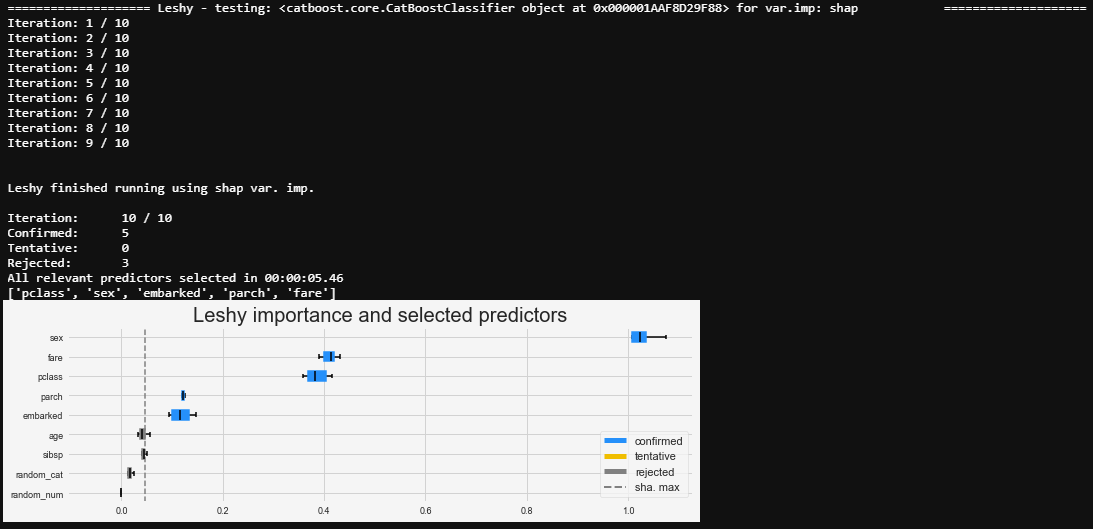 ==================== Leshy - testing: <catboost.core.CatBoostClassifier object at 0x000001AAF8D29F88> for var.imp: shap            ====================
Iteration: 1 / 10
Iteration: 2 / 10
Iteration: 3 / 10
Iteration: 4 / 10
Iteration: 5 / 10
Iteration: 6 / 10
Iteration: 7 / 10
Iteration: 8 / 10
Iteration: 9 / 10
Leshy finished running using shap var. imp.
Iteration:      10 / 10
Confirmed:      5
Tentative:      0
Rejected:       3
All relevant predictors selected in 00:00:05.46
['pclass', 'sex', 'embarked', 'parch', 'fare']
Leshy importance and selected predictors
sex
fare
pclass
parch
embarked
age
sibsp
random_cat
random_num
confirmed
tentative
rejected
sha. max
0.0 0.2 0.4 0.6 0.8 1.0